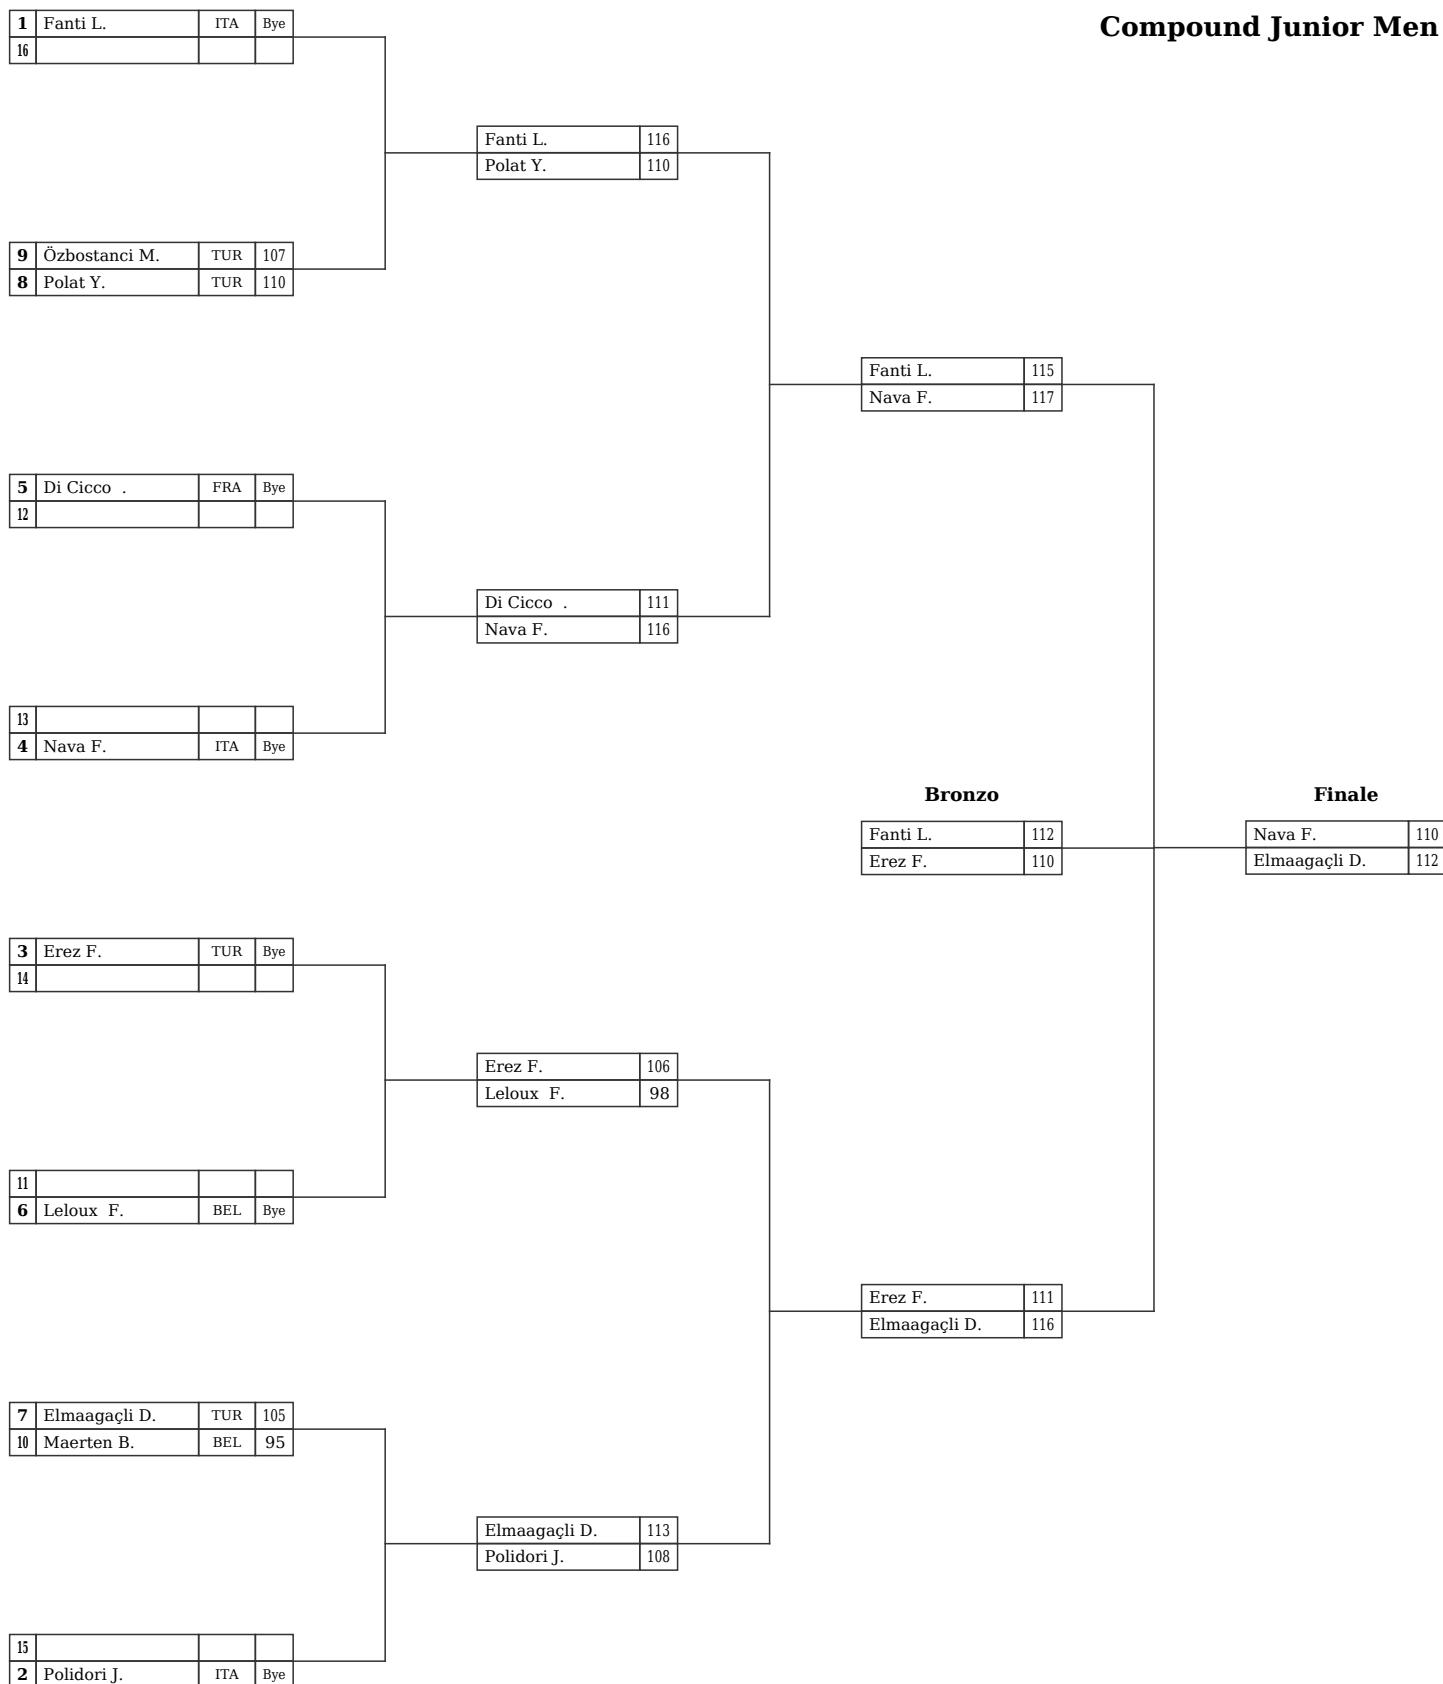 Compound Junior Men
1 Fanti L. ITA Bye
16
Fanti L. 116
Polat Y. 110
9 Özbostanci M. TUR 107
8 Polat Y. TUR 110
Fanti L. 115
Nava F. 117
5 Di Cicco . FRA Bye
12
Di Cicco . 111
Nava F. 116
13
4 Nava F. ITA Bye
Bronzo
Finale
Fanti L. 112
Erez F. 110
Nava F. 110
Elmaagaçli D. 112
3 Erez F. TUR Bye
14
Erez F. 106
Leloux F. 98
11
6 Leloux F. BEL Bye
Erez F. 111
Elmaagaçli D. 116
7 Elmaagaçli D. TUR 105
10 Maerten B. BEL 95
Elmaagaçli D. 113
Polidori J. 108
15
2 Polidori J. ITA Bye